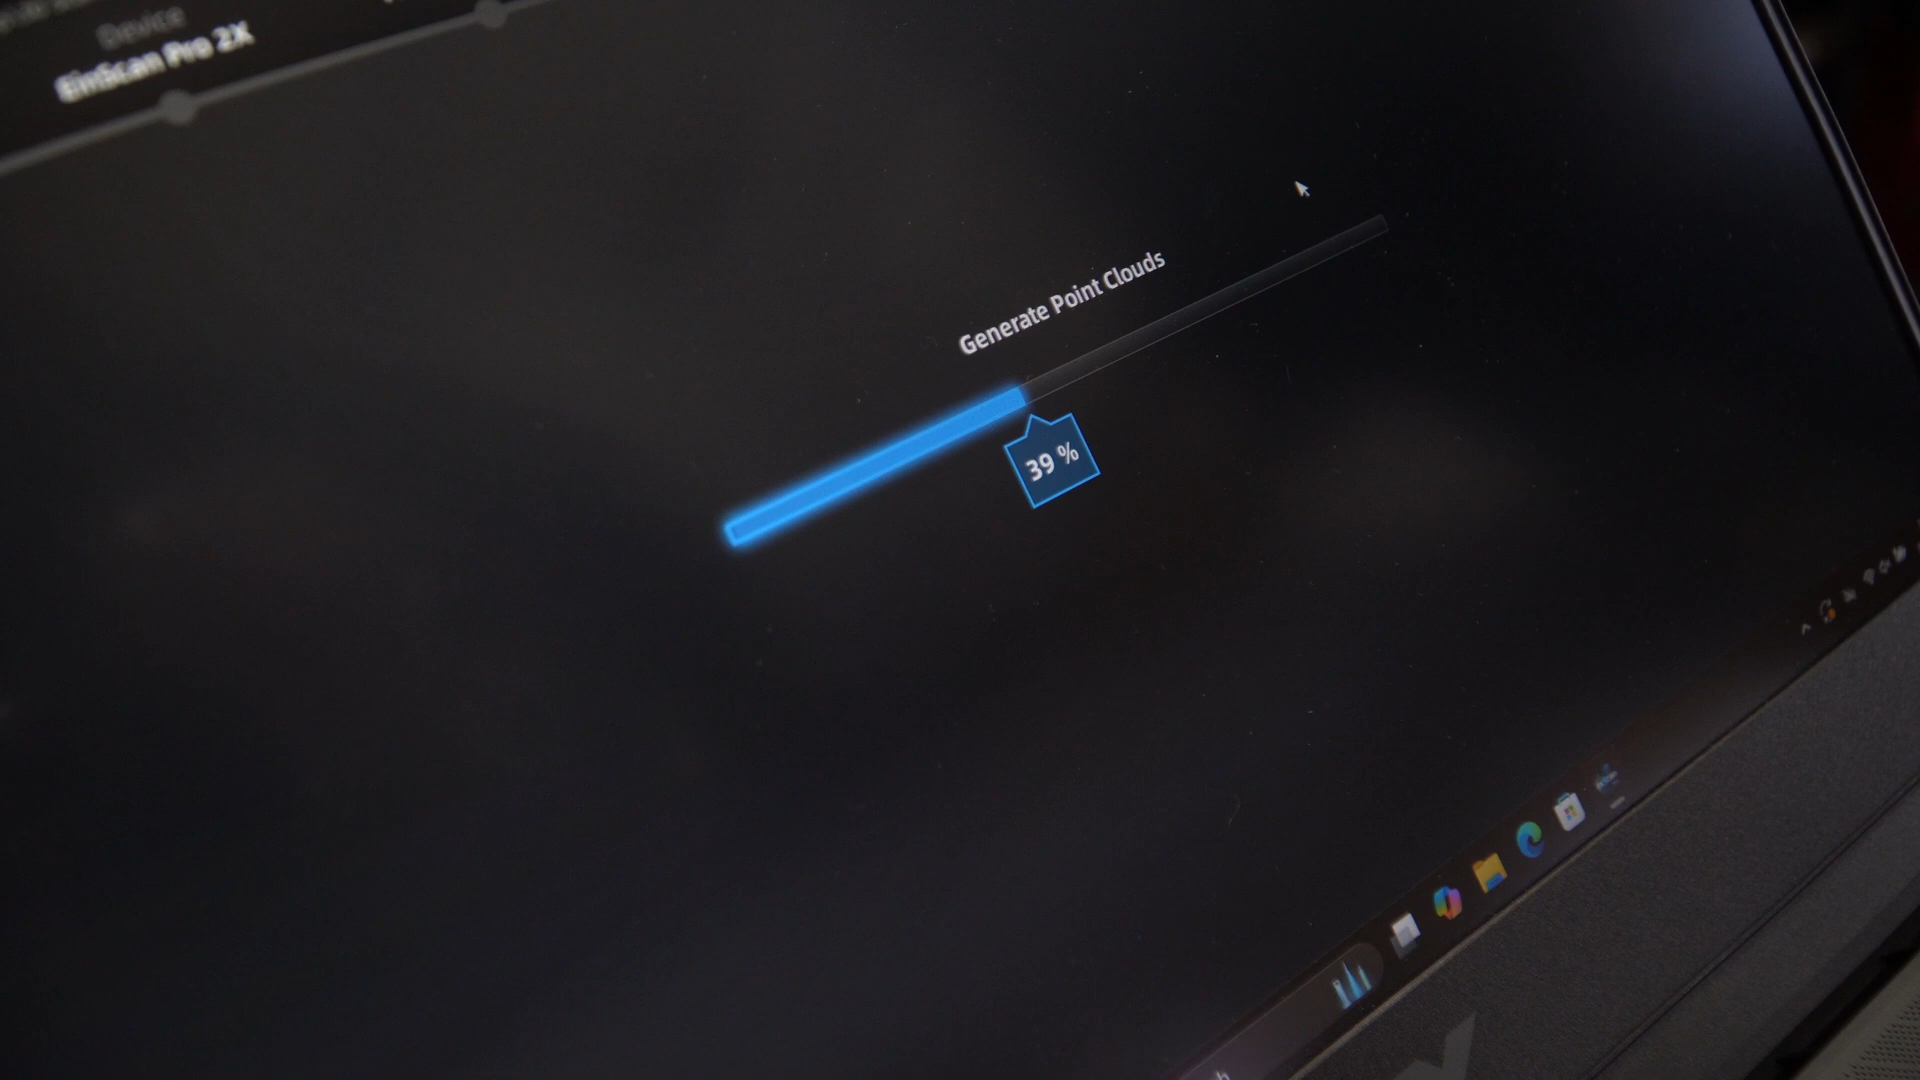 Device
EinScan Pro 2X
Generate Point Clouds
39 %